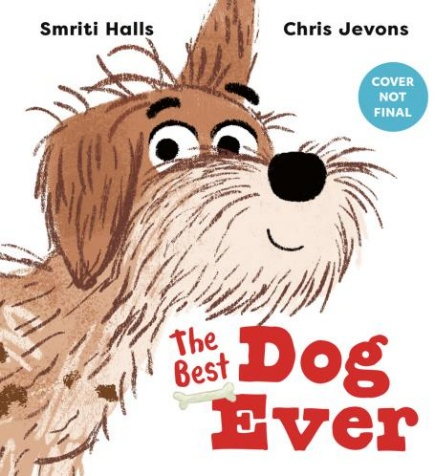 Smriti Halls
Chris Jevons
COVER
NOT
FINAL
The
Best
Dog
Ever